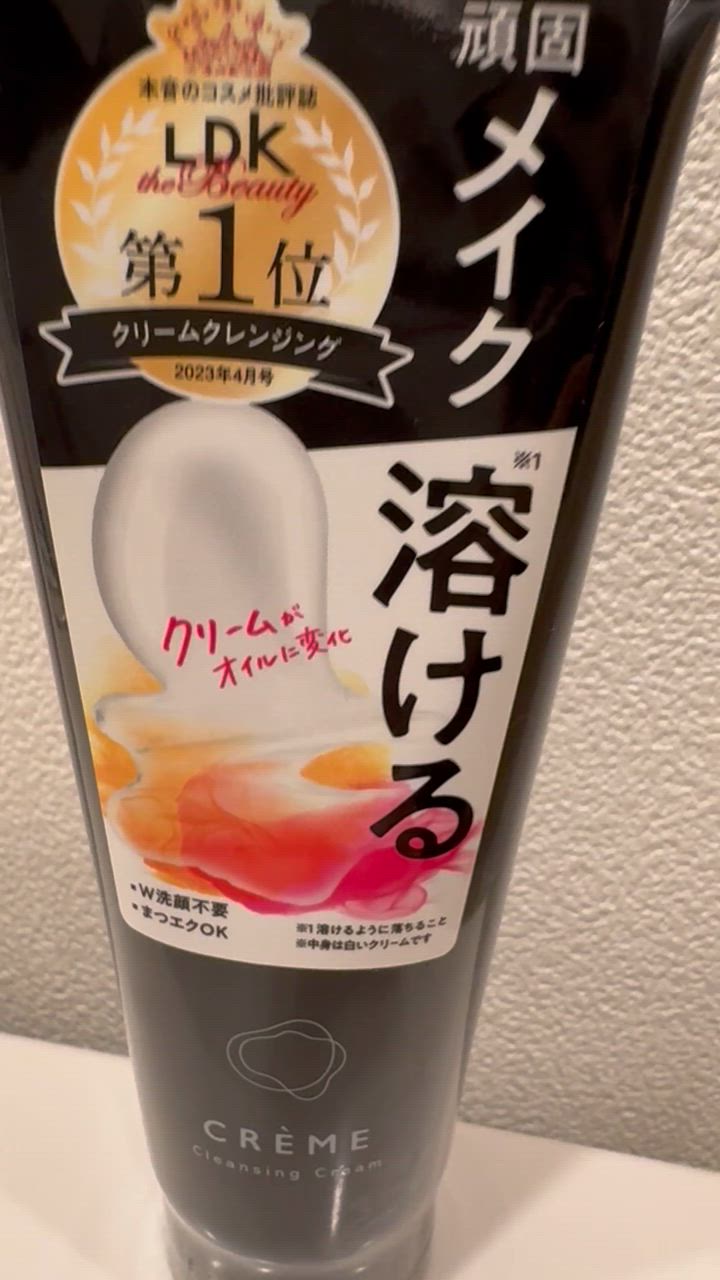 頑固
メイク
本音のコスメ批評誌
LDK
the Beauty
第1位
クリームクレンジング
2023年4月号
※1
溶ける
クリームが
オイルに変化
•W洗顔不要
•まつエクOK
※1溶けるように落ちること
※中身は白いクリームです
CRÈME
Cleansing Cream